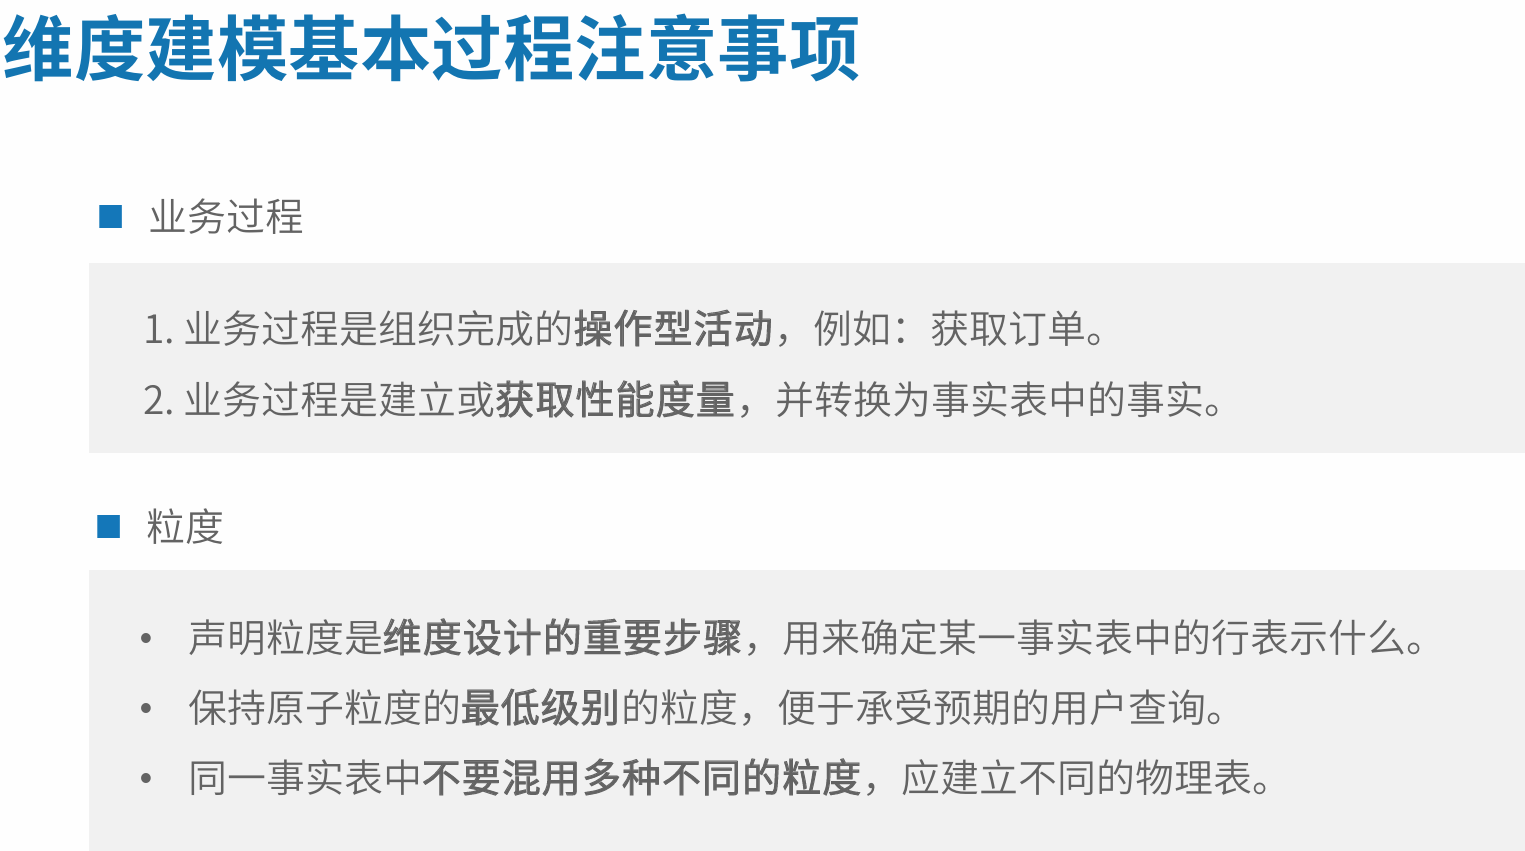 维度建模基本过程注意事项
■ 业务过程
1. 业务过程是组织完成的操作型活动，例如：获取订单。
2. 业务过程是建立或获取性能度量，并转换为事实表中的事实。
■ 粒度
• 声明粒度是维度设计的重要步骤，用来确定某一事实表中的行表示什么。
• 保持原子粒度的最低级别的粒度，便于承受预期的用户查询。
• 同一事实表中不要混用多种不同的粒度，应建立不同的物理表。